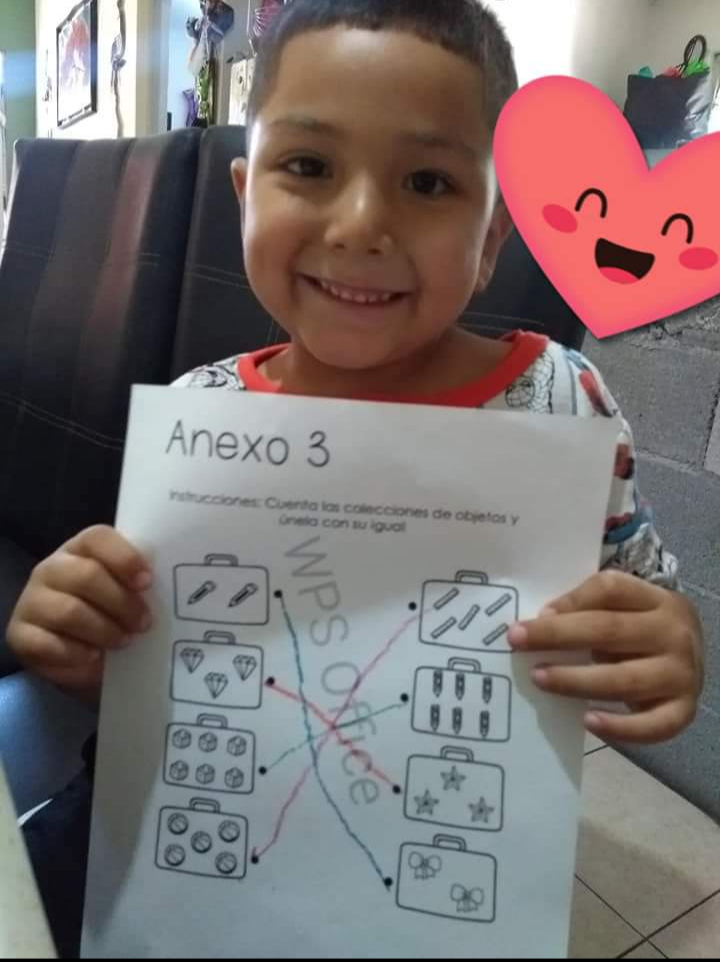 Anexo 3
Instrucciones: Cuenta las colecciones de objetos y
únela con su igual
WPS Office